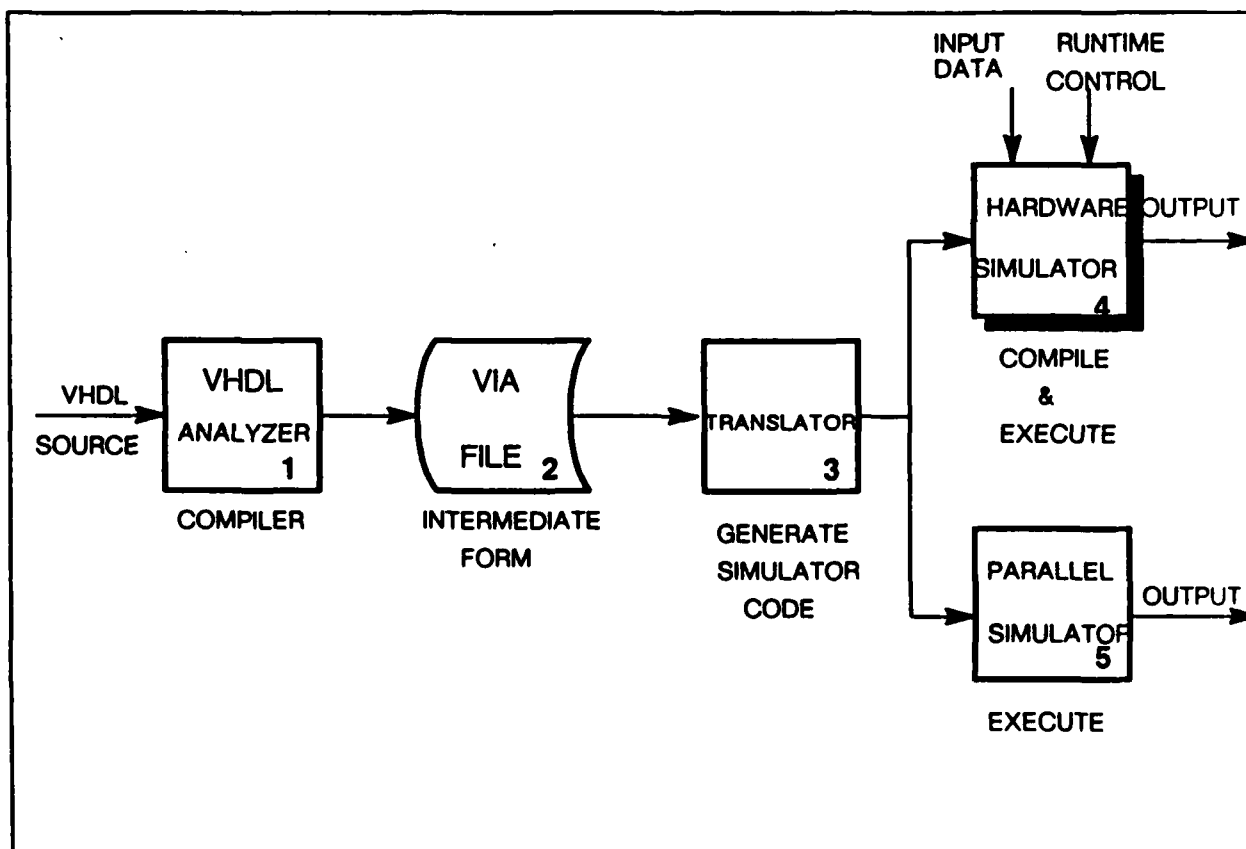 INPUT
DATA
RUNTIME
CONTROL
HARDWARE
SIMULATOR
4
OUTPUT
COMPILE
&
EXECUTE
VHDL
SOURCE
VHDL
ANALYZER
1
COMPILER
VIA
FILE 2
INTERMEDIATE
FORM
TRANSLATOR
3
GENERATE
SIMULATOR
CODE
PARALLEL
SIMULATOR
5
OUTPUT
EXECUTE